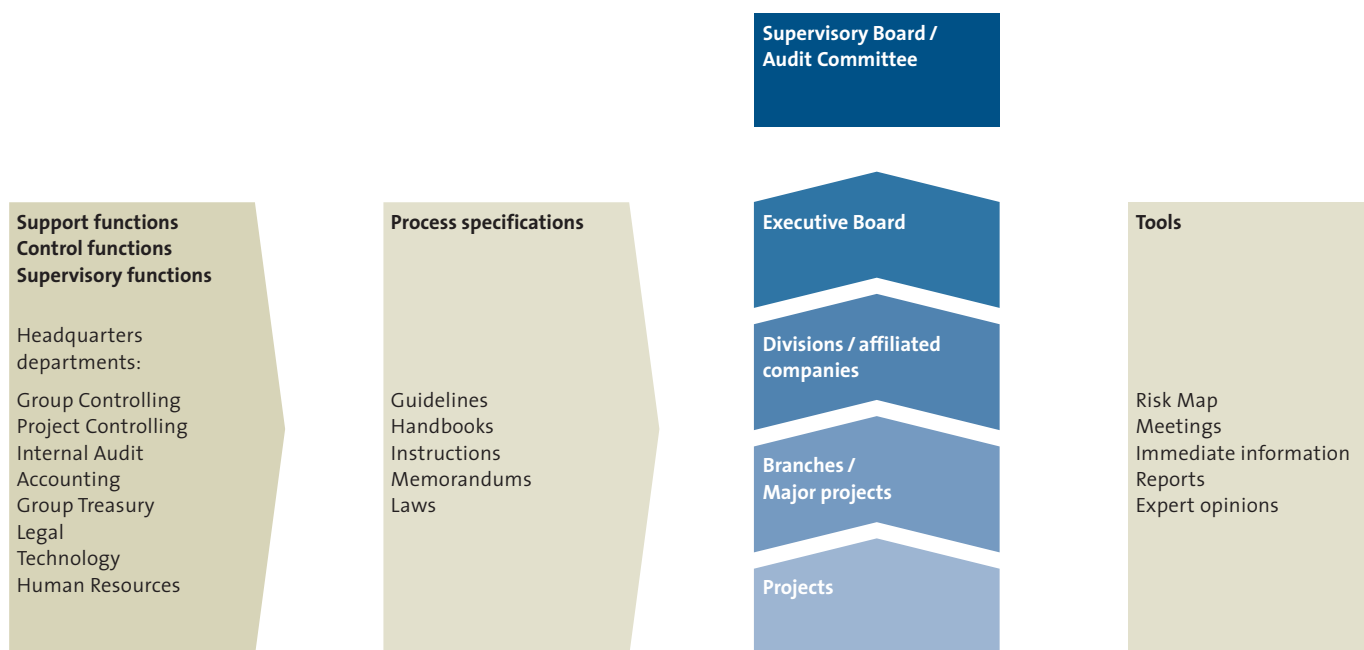 Supervisory Board /
Audit Committee
Support functions
Control functions
Supervisory functions
Headquarters
departments:
Group Controlling
Project Controlling
Internal Audit
Accounting
Group Treasury
Legal
Technology
Human Resources
Process specifications
Guidelines
Handbooks
Instructions
Memorandums
Laws
Executive Board
Divisions / affiliated
companies
Branches /
Major projects
Projects
Tools
Risk Map
Meetings
Immediate information
Reports
Expert opinions